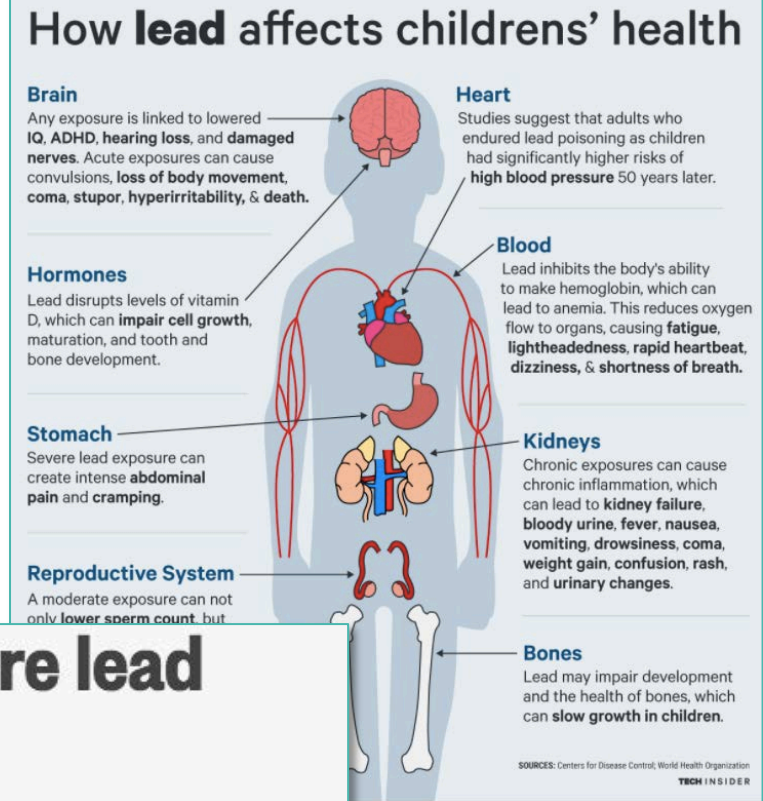 How lead affects childrens’ health
Brain
Any exposure is linked to lowered
IQ, ADHD, hearing loss, and damaged
nerves. Acute exposures can cause
convulsions, loss of body movement,
coma, stupor, hyperirritability, & death.
Hormones
Lead disrupts levels of vitamin
D, which can impair cell growth,
maturation, and tooth and
bone development.
Stomach
Severe lead exposure can
create intense abdominal
pain and cramping.
Reproductive System
A moderate exposure can not
only lower sperm count, but
Heart
Studies suggest that adults who
endured lead poisoning as children
had significantly higher risks of
high blood pressure 50 years later.
Blood
Lead inhibits the body's ability
to make hemoglobin, which can
lead to anemia. This reduces oxygen
flow to organs, causing fatigue,
lightheadedness, rapid heartbeat,
dizziness, & shortness of breath.
Kidneys
Chronic exposures can cause
chronic inflammation, which
can lead to kidney failure,
bloody urine, fever, nausea,
vomiting, drowsiness, coma,
weight gain, confusion, rash,
and urinary changes.
Bones
Lead may impair development
and the health of bones, which
can slow growth in children.
SOURCES: Centers for Disease Control; World Health Organization
TECH INSIDER
re lead